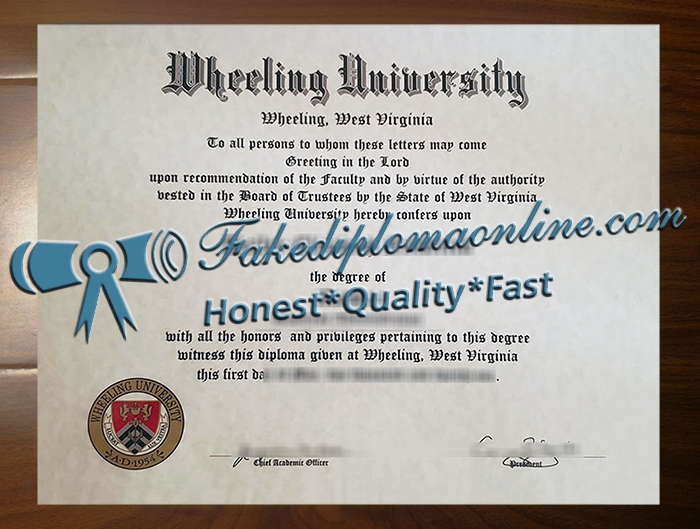 Wheeling University
Wheeling, West Virginia
To all persons to whom these letters may come
Greeting in the Lord
upon recommendation of the Faculty and by virtue of the authority
vested in the Board of Trustees by the State of West Virginia
Wheeling University hereby confers upon
Fakediplomaonline.com
the degree of
Honest*Quality*Fast
with all the honors and privileges pertaining to this degree
witness this diploma given at Wheeling, West Virginia
this first da
WHEELING UNIVERSITY
A·D·1954
Chief Academic Officer
President